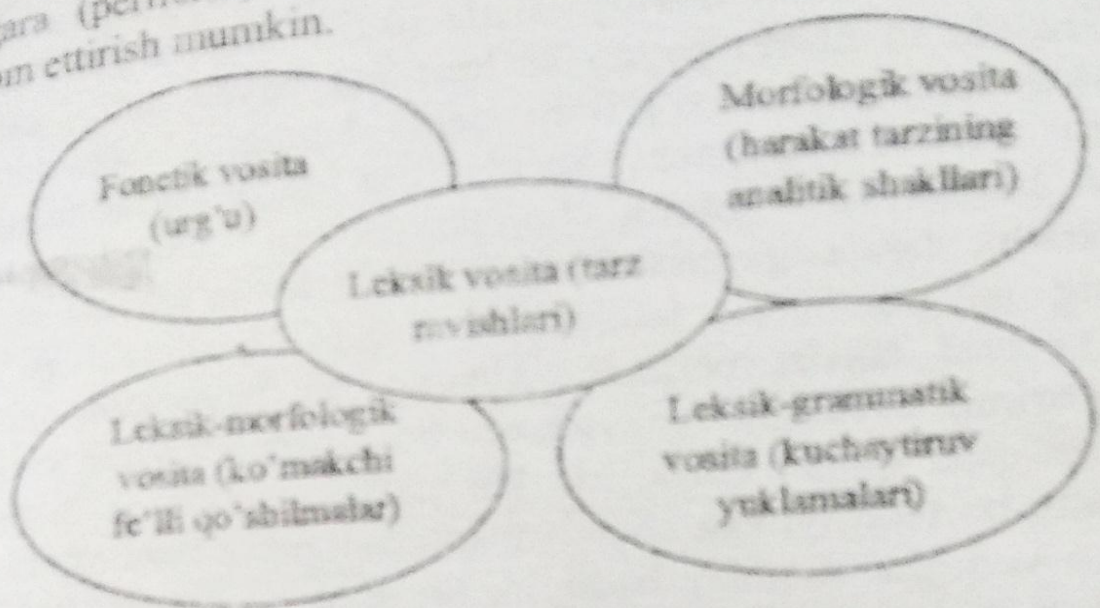 ettirish mumkin.
Fonetik vosita
(urg'u)
Morfologik vosita
(harakat tarzining
analitik shakllari)
Leksik vosita (tarz
ravishlari)
Leksik-morfologik
vosita (ko'makchi
fe'lli qo'shilmalar)
Leksik-grammatik
vosita (kuchaytiruv
yuklamalari)